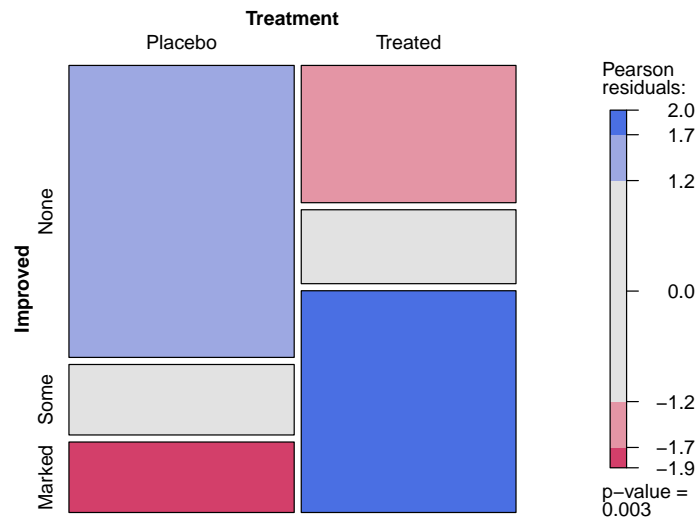 Treatment
Placebo
Treated
Improved
None
Some
Marked
Pearson
residuals:
2.0
1.7
1.2
0.0
−1.2
−1.7
−1.9
p−value =
0.003